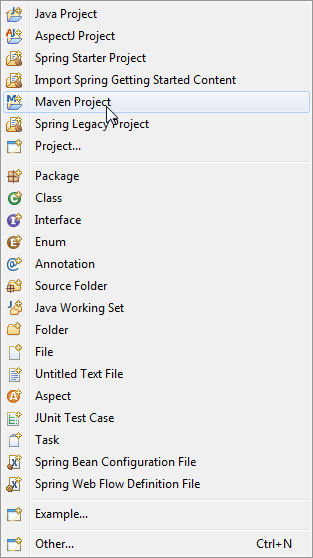 Java Project
AspectJ Project
Spring Starter Project
Import Spring Getting Started Content
Maven Project
Spring Legacy Project
Project...
Package
Class
Interface
Enum
Annotation
Source Folder
Java Working Set
Folder
File
Untitled Text File
Aspect
JUnit Test Case
Task
Spring Bean Configuration File
Spring Web Flow Definition File
Example...
Other... Ctrl+N